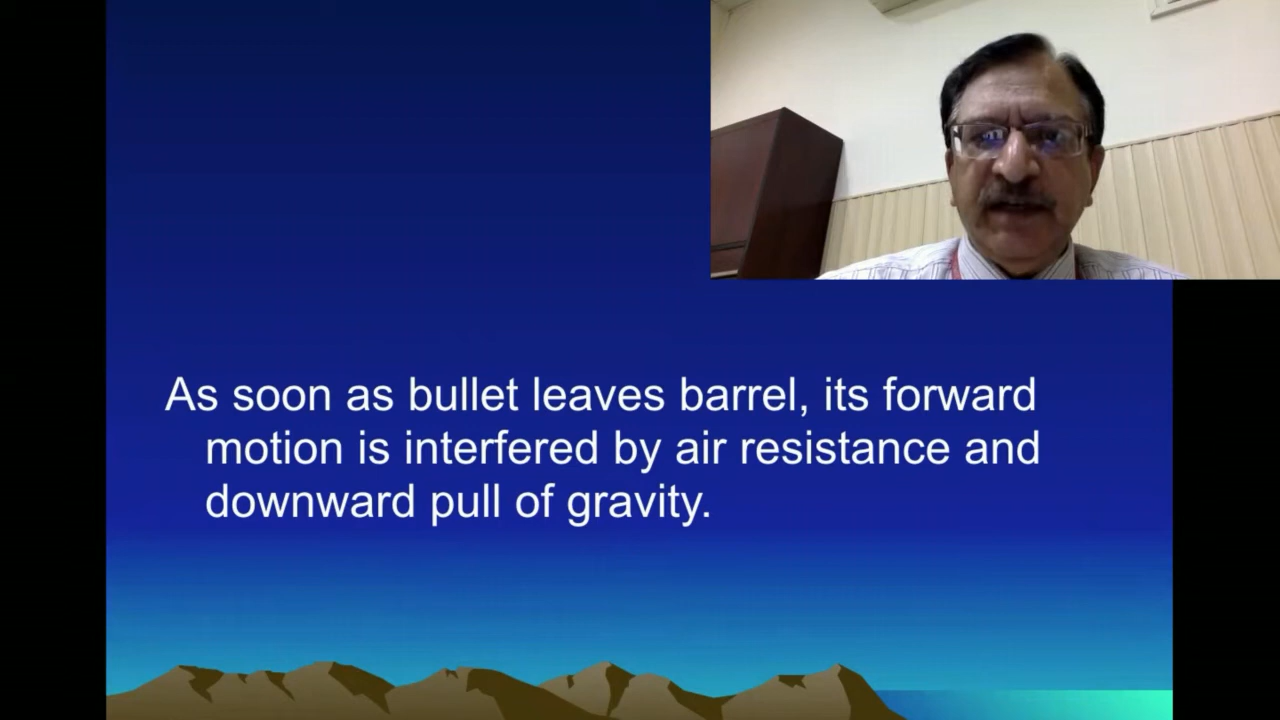 As soon as bullet leaves barrel, its forward
motion is interfered by air resistance and
downward pull of gravity.